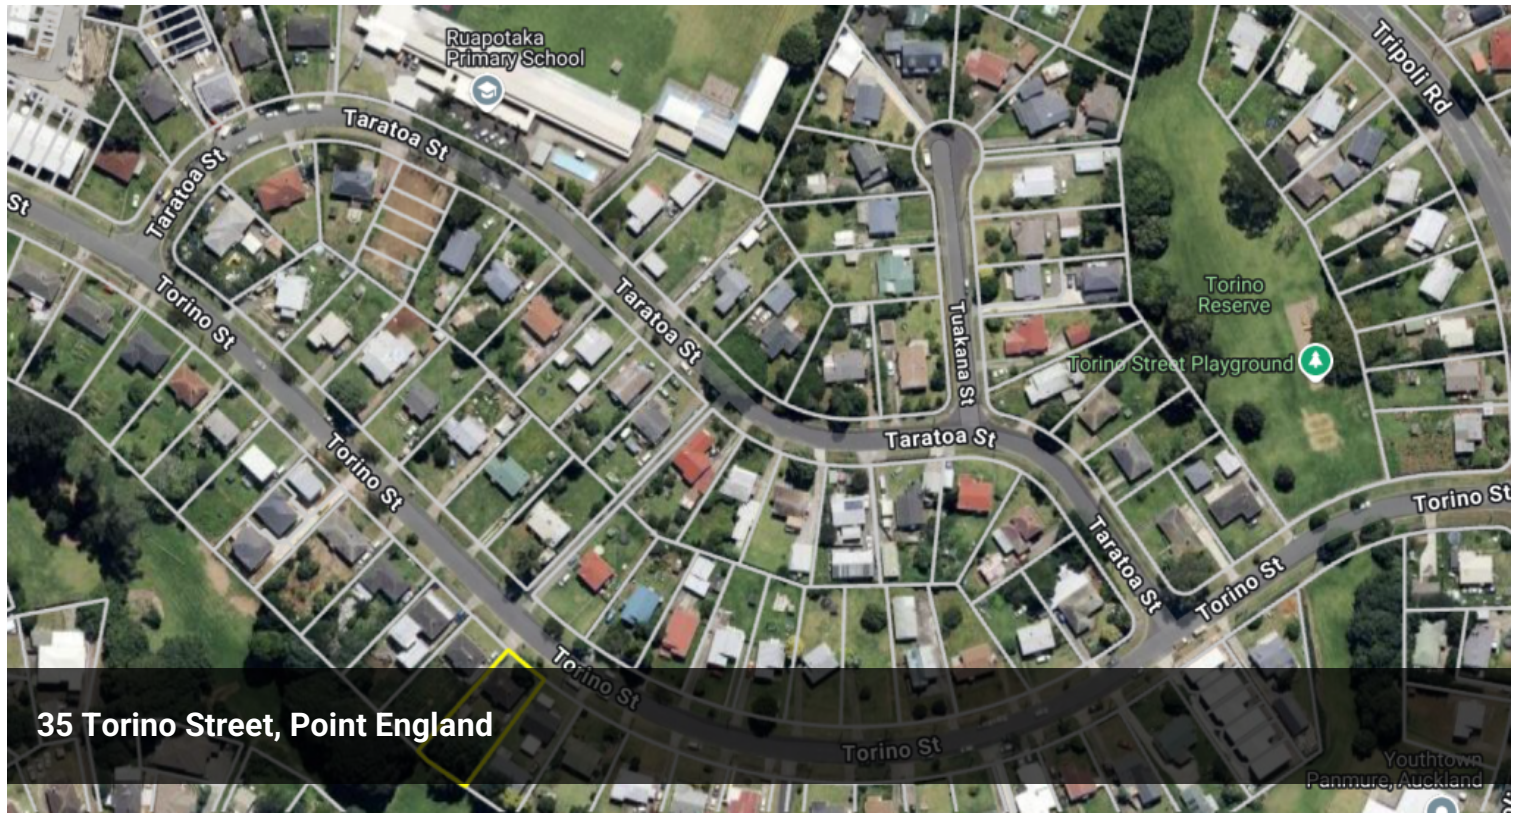 Ruapotaka
Primary School
Tripoli Rd
Taratoa St
Taratoa St
St
Torino St
Taratoa St
Torino
Reserve
Tuakana St
Torino Street Playground
Taratoa St
Torino St
Torino St
Taratoa St
Torino St
Torino St
35 Torino Street, Point England
Torino St
Youthtown
Panmure, Auckland